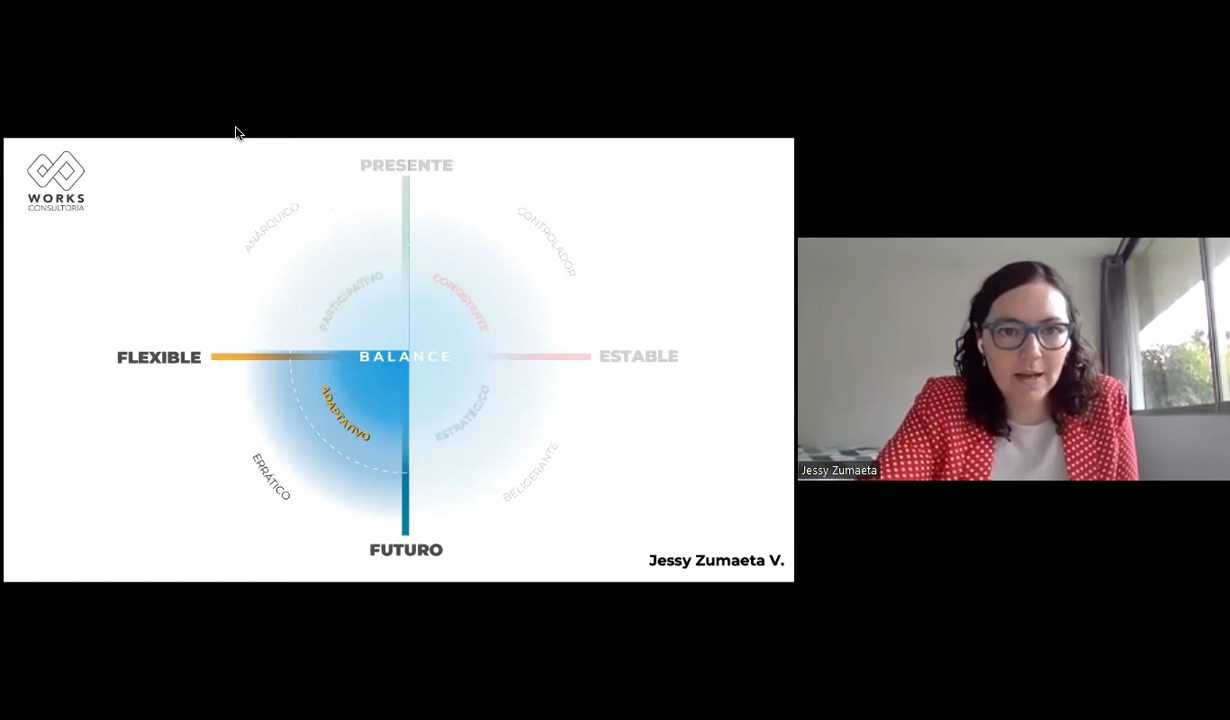 WORKS
CONSULTORÍA
PRESENTE
ANÁRQUICO
CONTROLADOR
PARTICIPATIVO
CONSISTENTE
FLEXIBLE
BALANCE
ESTABLE
ADAPTATIVO
ESTRATÉGICO
ERRÁTICO
BELIGERANTE
FUTURO
Jessy Zumaeta V.
Jessy Zumaeta